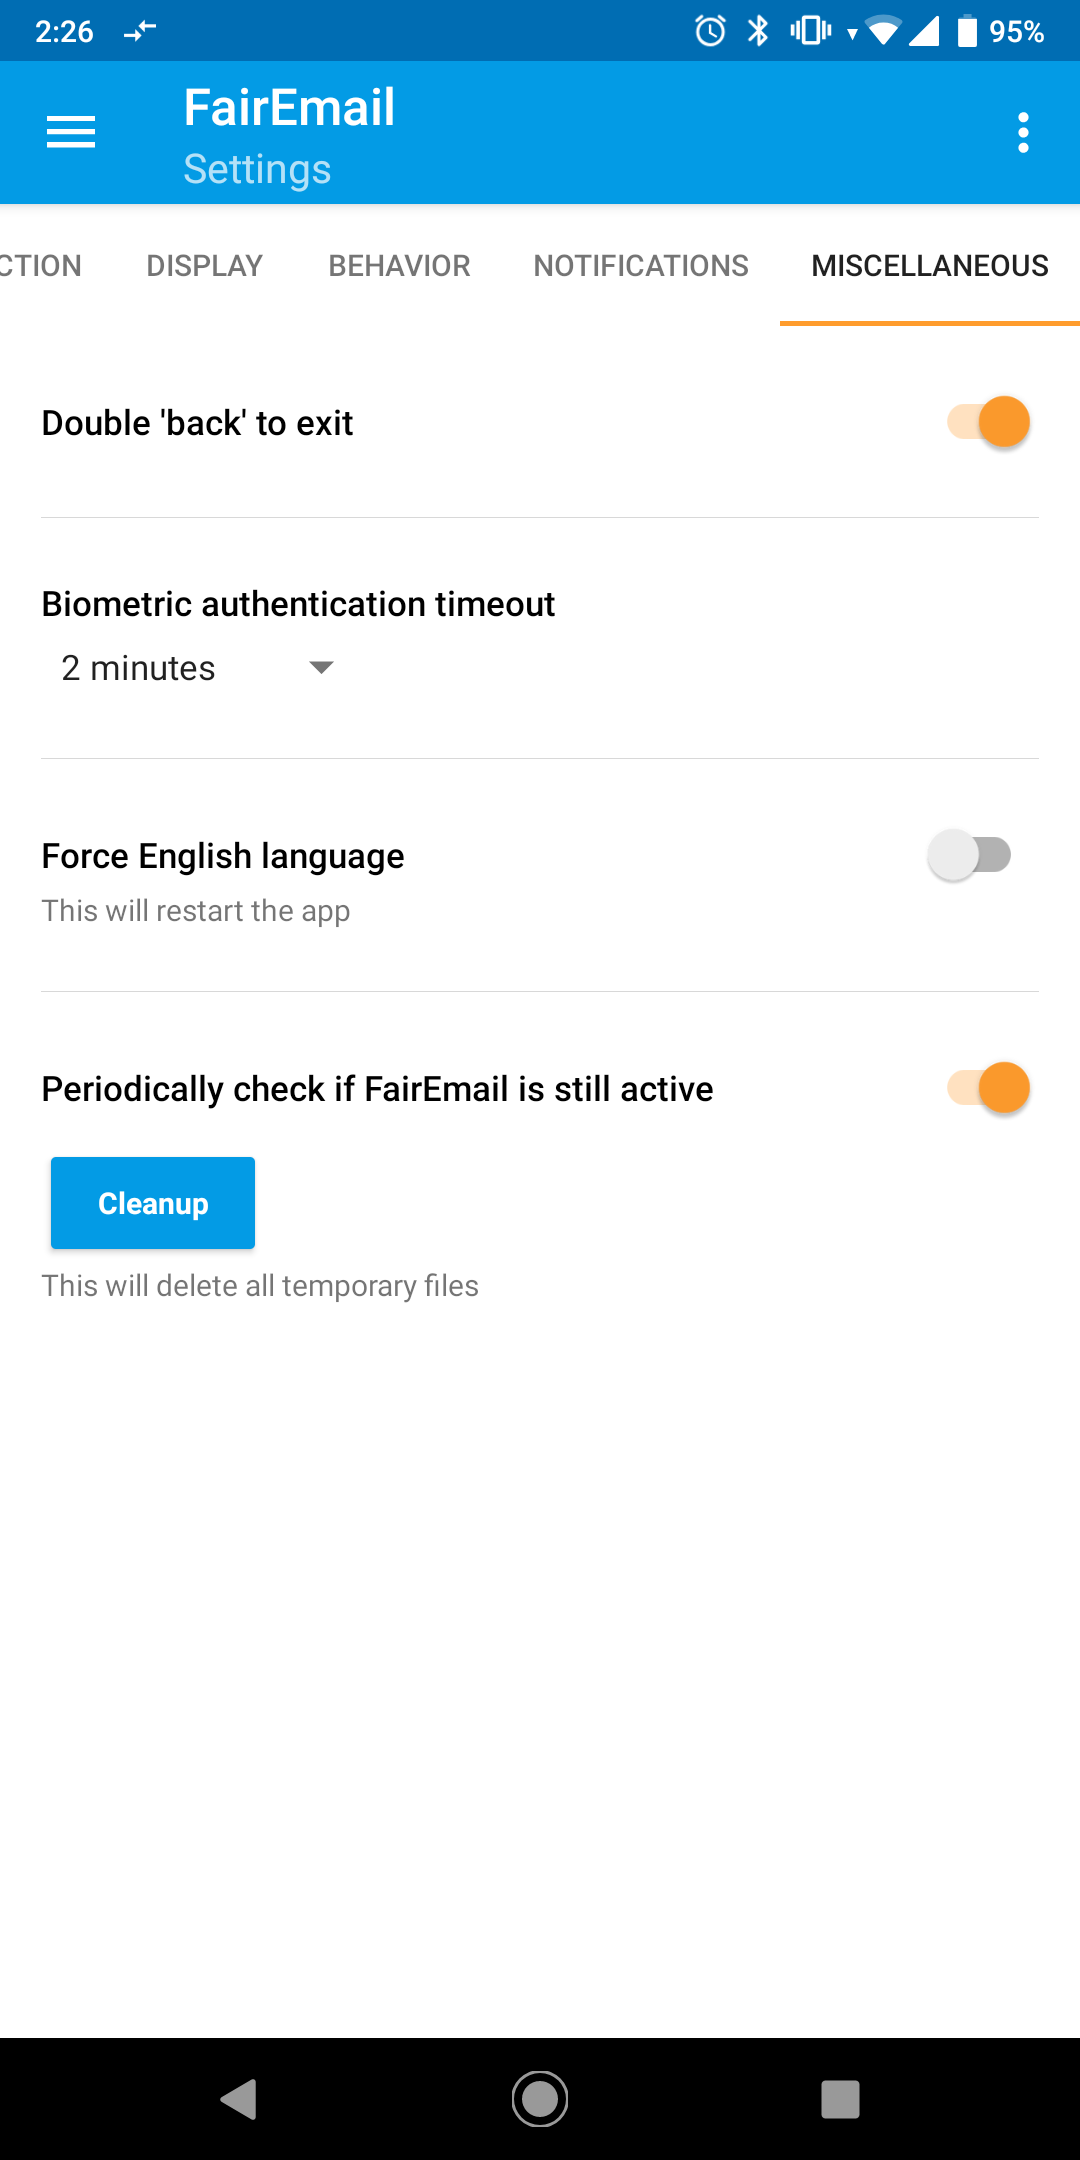 2:26
95%
FairEmail
Settings
CTION DISPLAY BEHAVIOR NOTIFICATIONS MISCELLANEOUS
Double 'back' to exit
Biometric authentication timeout
2 minutes
Force English language
This will restart the app
Periodically check if FairEmail is still active
Cleanup
This will delete all temporary files